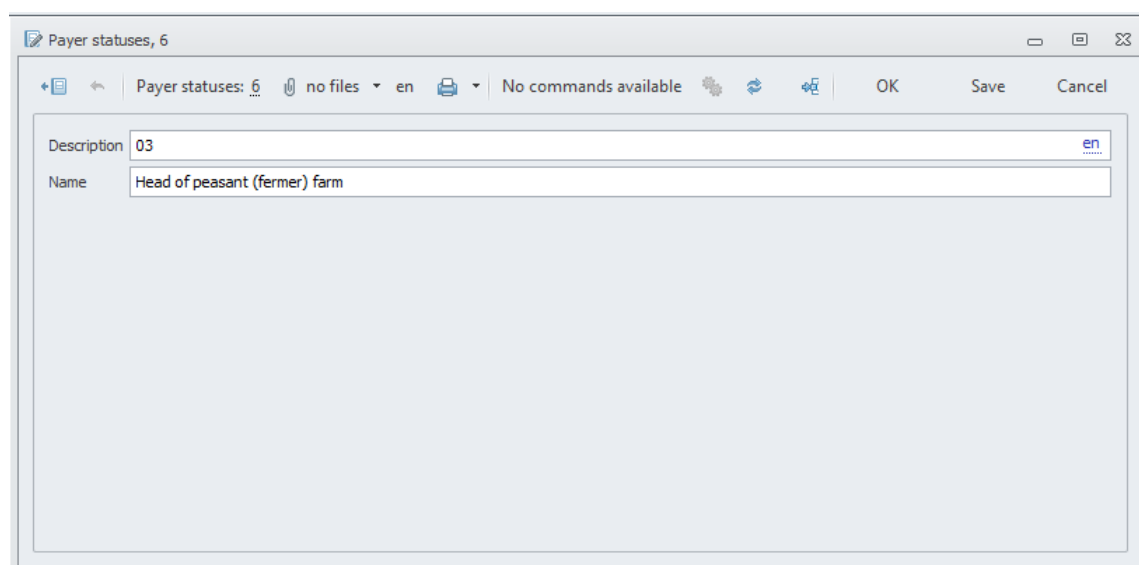 Payer statuses, 6
Payer statuses: 6 no files en No commands available OK Save Cancel
Description 03 en
Name Head of peasant (fermer) farm